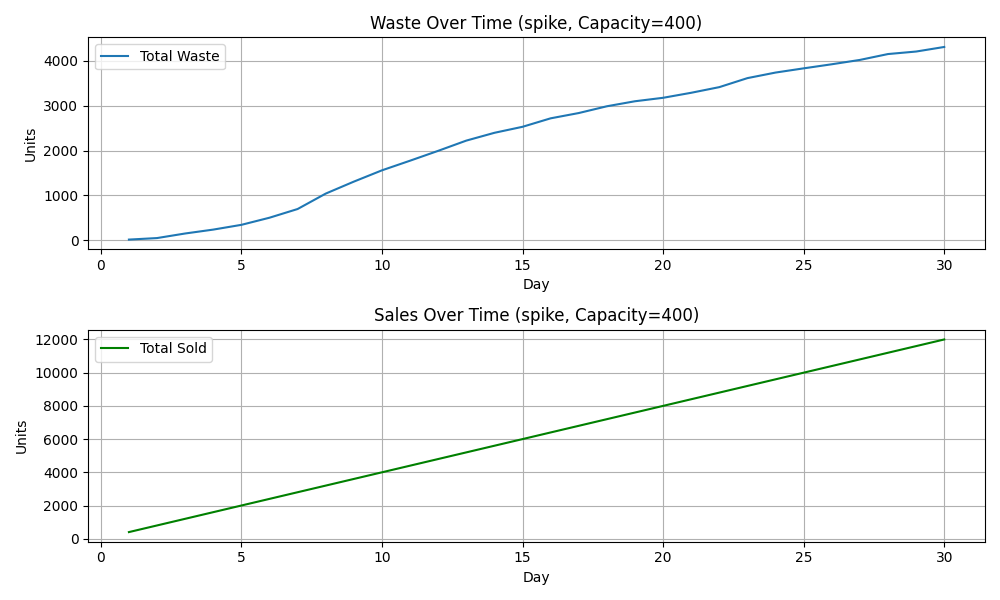 Waste Over Time (spike, Capacity=400)
Total Waste
Units
4000
3000
2000
1000
0
0 5 10 15 20 25 30
Day
Sales Over Time (spike, Capacity=400)
Total Sold
Units
12000
10000
8000
6000
4000
2000
0
0 5 10 15 20 25 30
Day